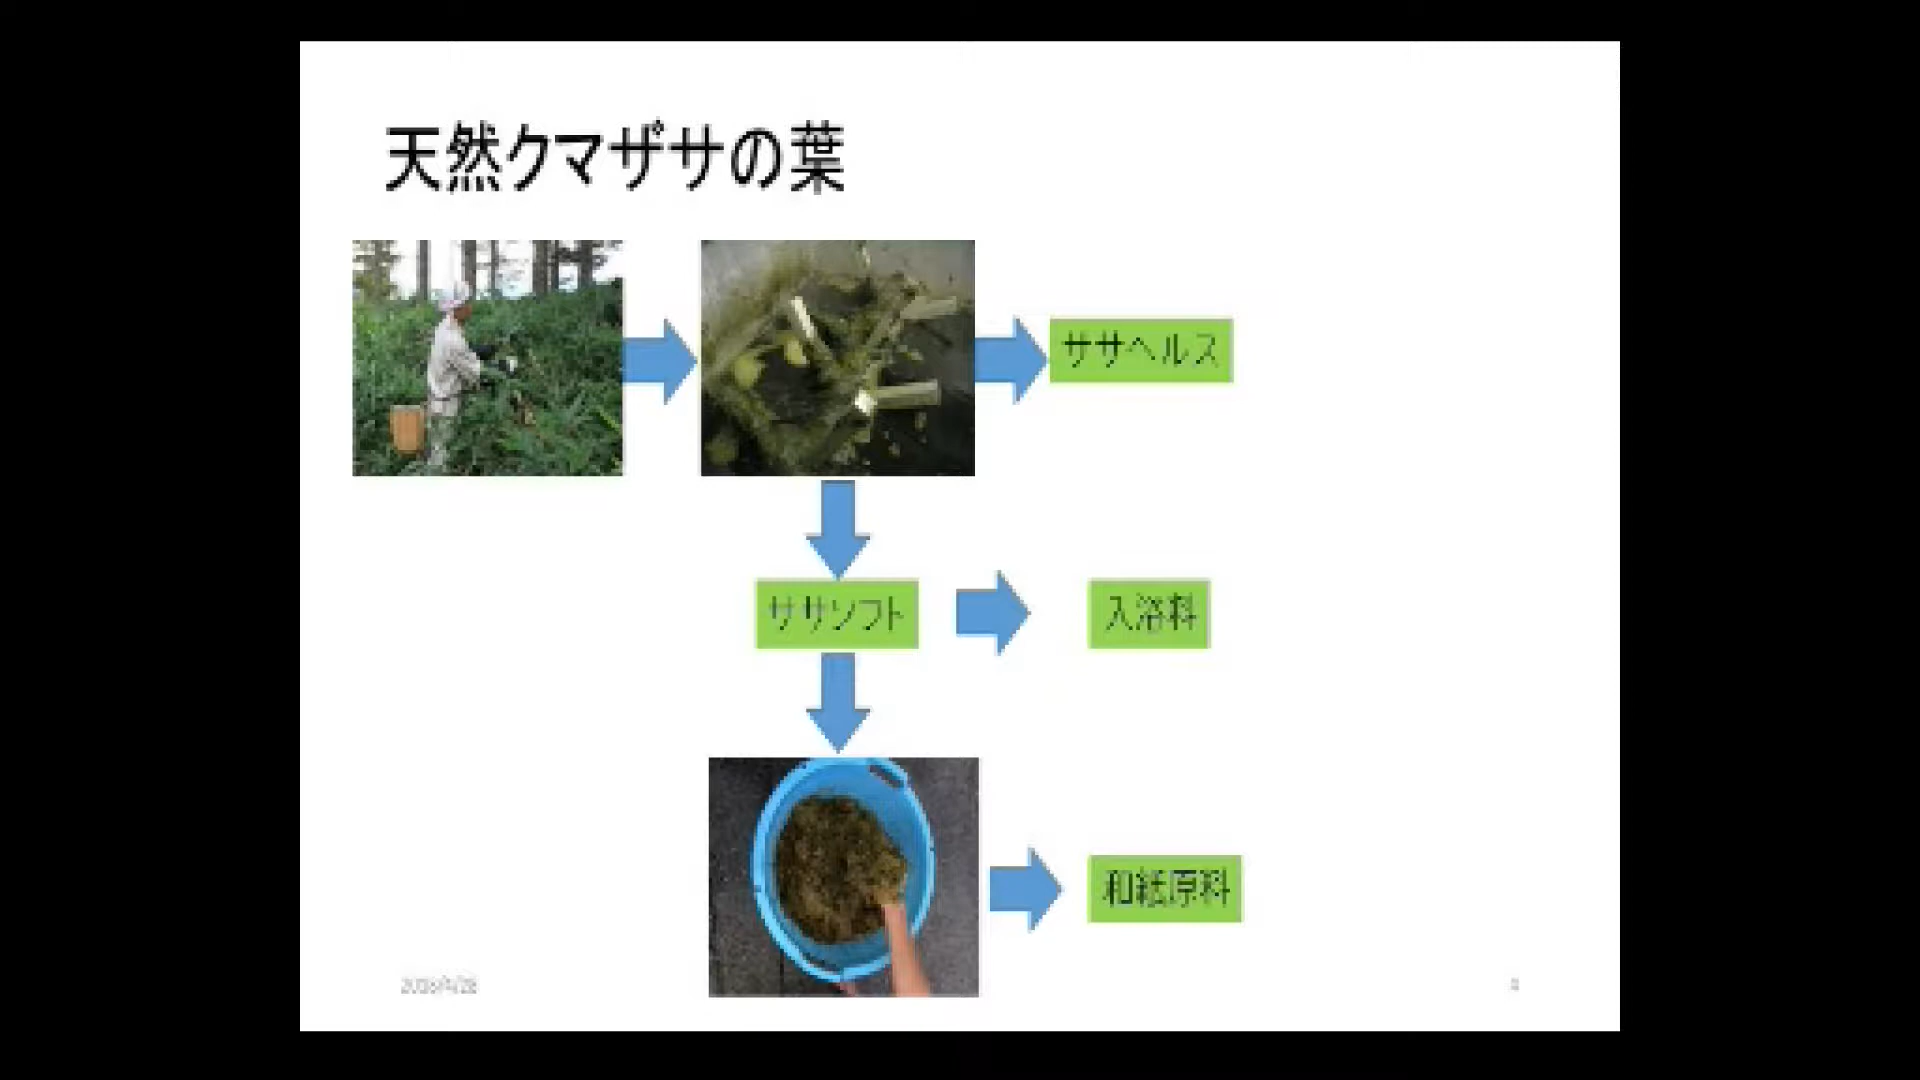 天然クマザサの葉
ササヘルス
ササソフト
入浴料
和紙原料